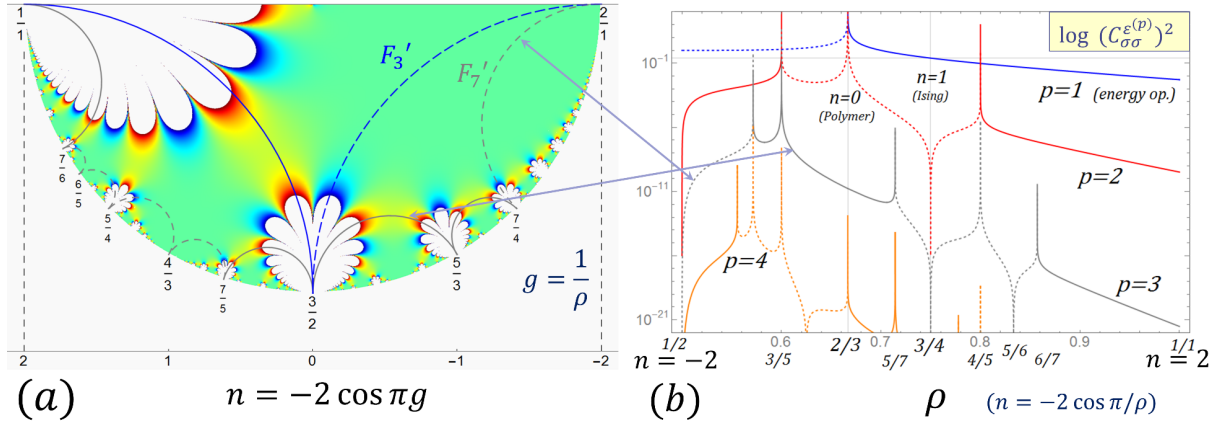 1/1
2/1
F₃′
F₇′
7/6
6/5
5/4
4/3
7/5
3/2
5/3
7/4
g = 1/ρ
2 1 0 −1 −2
(a) n = −2 cos πg
log (C_{σσ}^{ε^{(p)}})²
10⁻¹
10⁻¹¹
10⁻²¹
n=0
(Polymer)
n=1
(Ising)
p=1 (energy op.)
p=2
p=4
p=3
0.6 0.7 0.8 0.9
1/2 3/5 2/3 5/7 3/4 4/5 5/6 6/7 1/1
n = −2 n = 2
(b) ρ (n = −2 cos π/ρ)